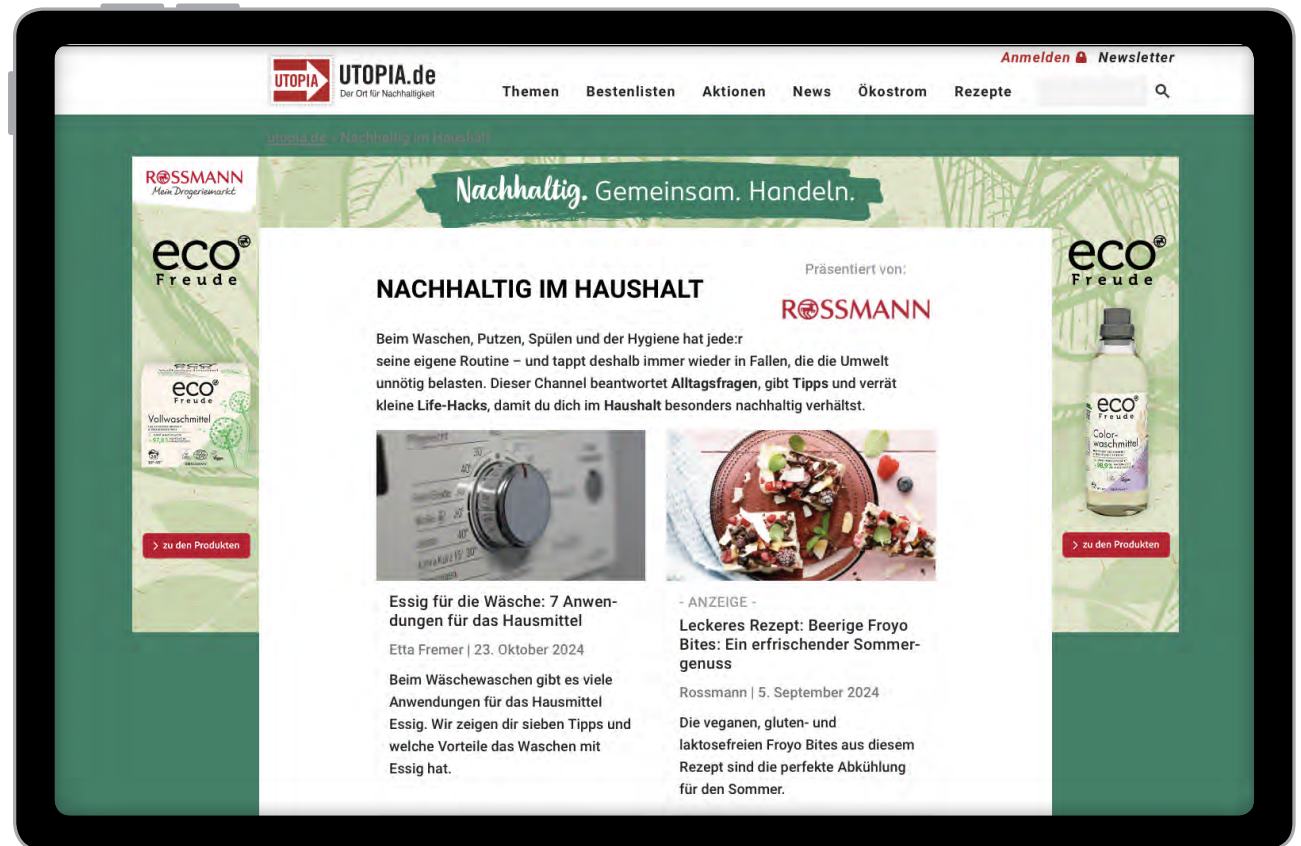 Anmelden Newsletter
UTOPIA
UTOPIA.de
Der Ort für Nachhaltigkeit
Themen Bestenlisten Aktionen News Ökostrom Rezepte
utopia.de › Nachhaltig im Haushalt
ROSSMANN
Mein Drogeriemarkt
Nachhaltig. Gemeinsam. Handeln.
eco
Freude
eco
Freude
Vollwaschmittel
zu den Produkten
Präsentiert von:
ROSSMANN
NACHHALTIG IM HAUSHALT
Beim Waschen, Putzen, Spülen und der Hygiene hat jede:r
seine eigene Routine – und tappt deshalb immer wieder in Fallen, die die Umwelt
unnötig belasten. Dieser Channel beantwortet Alltagsfragen, gibt Tipps und verrät
kleine Life-Hacks, damit du dich im Haushalt besonders nachhaltig verhältst.
30°
40°
40°
Essig für die Wäsche: 7 Anwen-
dungen für das Hausmittel
Etta Fremer | 23. Oktober 2024
Beim Wäschewaschen gibt es viele
Anwendungen für das Hausmittel
Essig. Wir zeigen dir sieben Tipps und
welche Vorteile das Waschen mit
Essig hat.
- ANZEIGE -
Leckeres Rezept: Beerige Froyo
Bites: Ein erfrischender Sommer-
genuss
Rossmann | 5. September 2024
Die veganen, gluten- und
laktosefreien Froyo Bites aus diesem
Rezept sind die perfekte Abkühlung
für den Sommer.
eco
Freude
eco
Freude
Color-
waschmittel
zu den Produkten